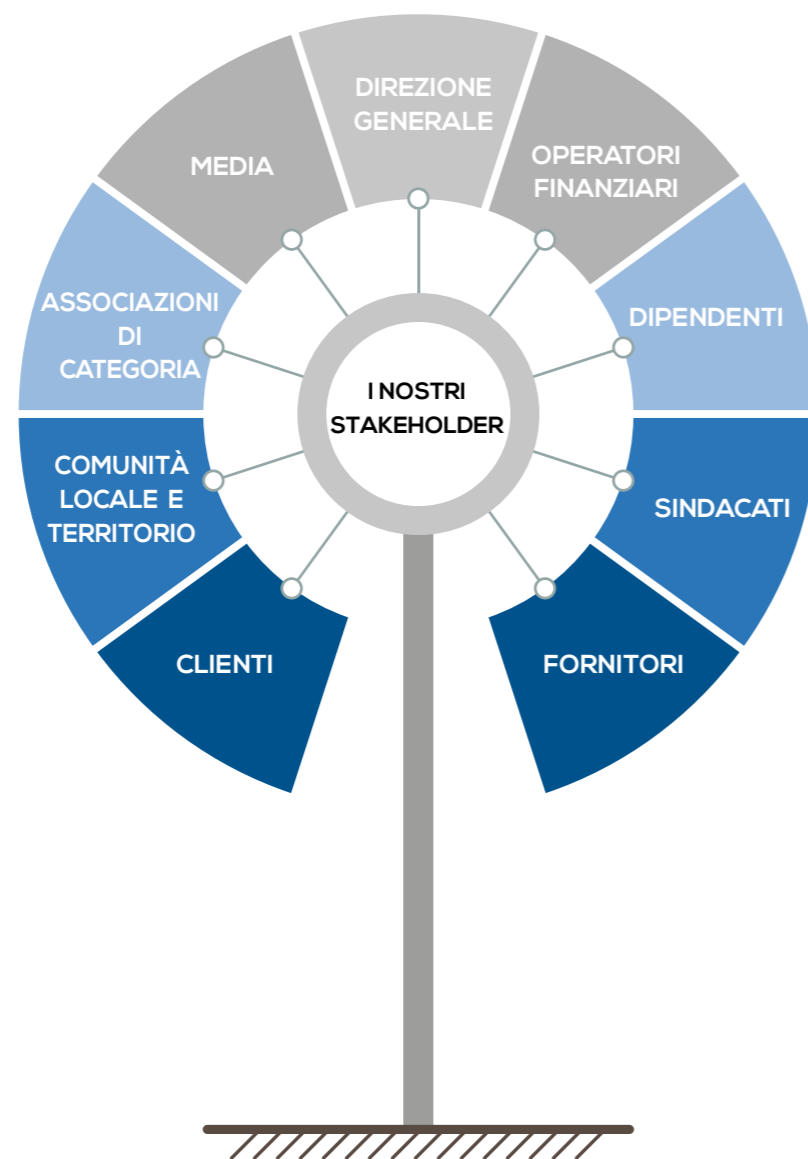 DIREZIONE
GENERALE
MEDIA
OPERATORI
FINANZIARI
ASSOCIAZIONI
DI
CATEGORIA
DIPENDENTI
I NOSTRI
STAKEHOLDER
COMUNITÀ
LOCALE E
TERRITORIO
SINDACATI
CLIENTI
FORNITORI